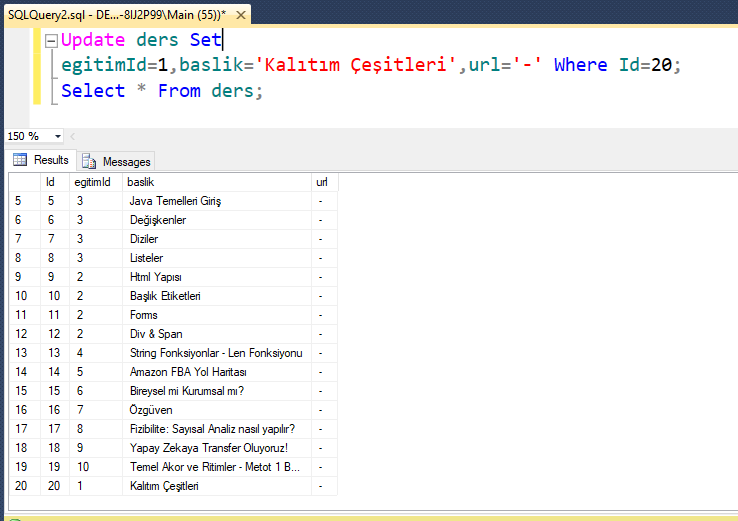 SQLQuery2.sql - DE...-8IJ2P99\Main (55))*
Update ders Set
egitimId=1,baslik='Kalıtım Çeşitleri',url='-' Where Id=20;
Select * From ders;
150 %
Results Messages
Id egitimId baslik url
5 5 3 Java Temelleri Giriş -
6 6 3 Değişkenler -
7 7 3 Diziler -
8 8 3 Listeler -
9 9 2 Html Yapısı -
10 10 2 Başlık Etiketleri -
11 11 2 Forms -
12 12 2 Div & Span -
13 13 4 String Fonksiyonlar - Len Fonksiyonu -
14 14 5 Amazon FBA Yol Haritası -
15 15 6 Bireysel mi Kurumsal mı? -
16 16 7 Özgüven -
17 17 8 Fizibilite: Sayısal Analiz nasıl yapılır? -
18 18 9 Yapay Zekaya Transfer Oluyoruz! -
19 19 10 Temel Akor ve Ritimler - Metot 1 B... -
20 20 1 Kalıtım Çeşitleri -